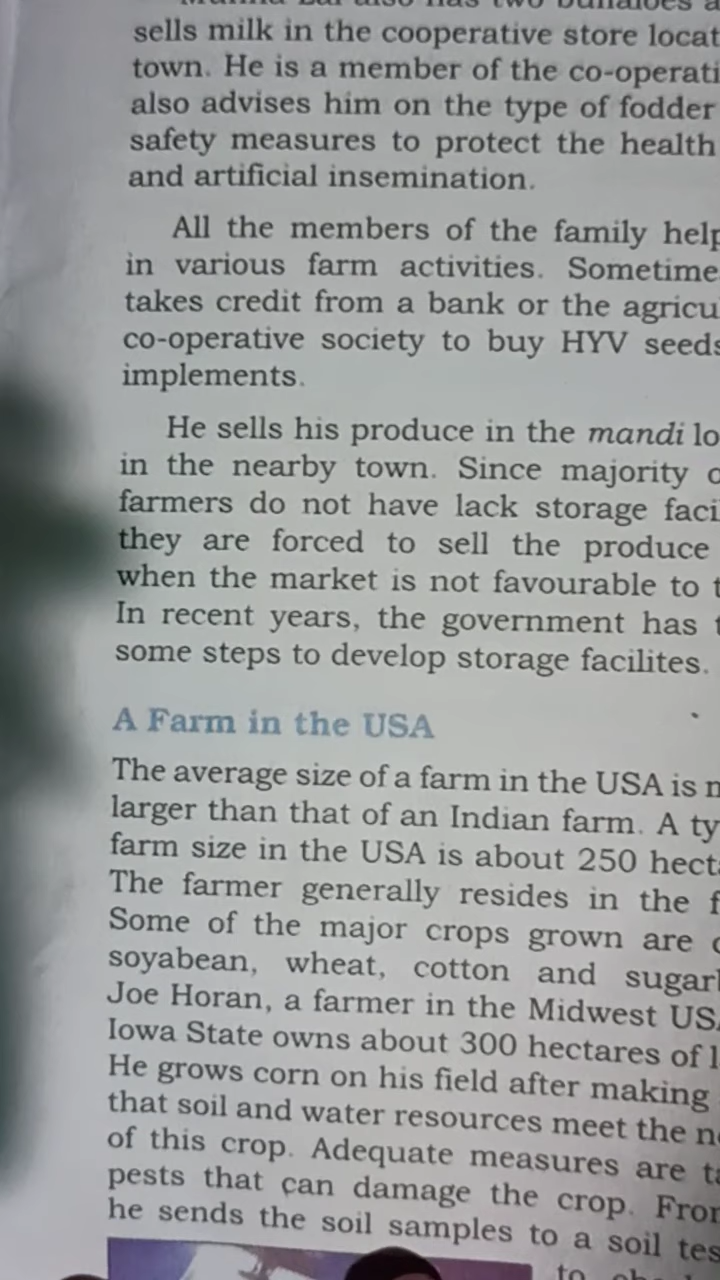 sells milk in the cooperative store locat
town. He is a member of the co-operati
also advises him on the type of fodder
safety measures to protect the health
and artificial insemination.
All the members of the family help
in various farm activities. Sometime
takes credit from a bank or the agricu
co-operative society to buy HYV seeds
implements.
He sells his produce in the mandi lo
in the nearby town. Since majority o
farmers do not have lack storage faci
they are forced to sell the produce
when the market is not favourable to t
In recent years, the government has t
some steps to develop storage facilites.
A Farm in the USA
The average size of a farm in the USA is m
larger than that of an Indian farm. A ty
farm size in the USA is about 250 hect
The farmer generally resides in the f
Some of the major crops grown are c
soyabean, wheat, cotton and sugar
Joe Horan, a farmer in the Midwest USA
Iowa State owns about 300 hectares of l
He grows corn on his field after making
that soil and water resources meet the ne
of this crop. Adequate measures are ta
pests that can damage the crop. From
he sends the soil samples to a soil tes